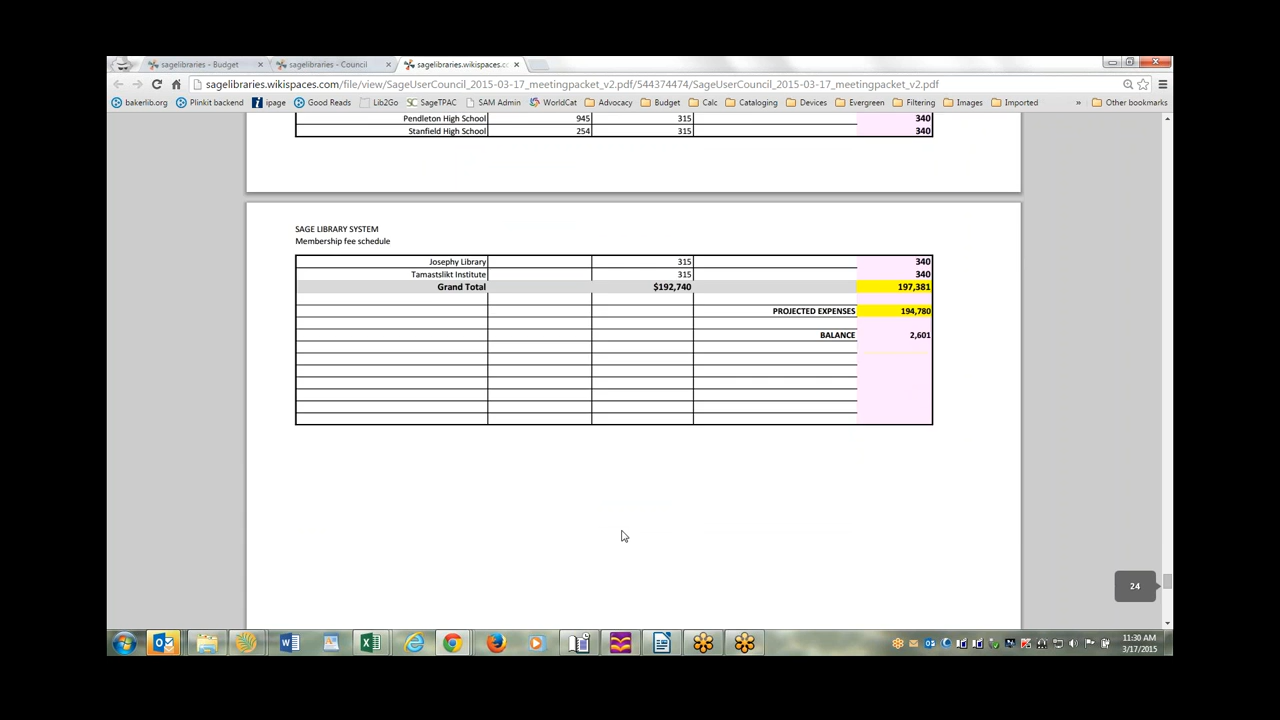 sagelibraries - Budget
sagelibraries - Council
sagelibraries.wikispaces.c
sagelibraries.wikispaces.com/file/view/SageUserCouncil_2015-03-17_meetingpacket_v2.pdf/544374474/SageUserCouncil_2015-03-17_meetingpacket_v2.pdf
bakerlib.org Plinkit backend ipage Good Reads Lib2Go SageTPAC SAM Admin WorldCat Advocacy Budget Calc Cataloging Devices Evergreen Filtering Images Imported » Other bookmarks
Pendleton High School 945 315 340
Stanfield High School 254 315 340
SAGE LIBRARY SYSTEM
Membership fee schedule
Josephy Library 315 340
Tamastslikt Institute 315 340
Grand Total $192,740 197,381
PROJECTED EXPENSES 194,780
BALANCE 2,601
24
11:30 AM
3/17/2015